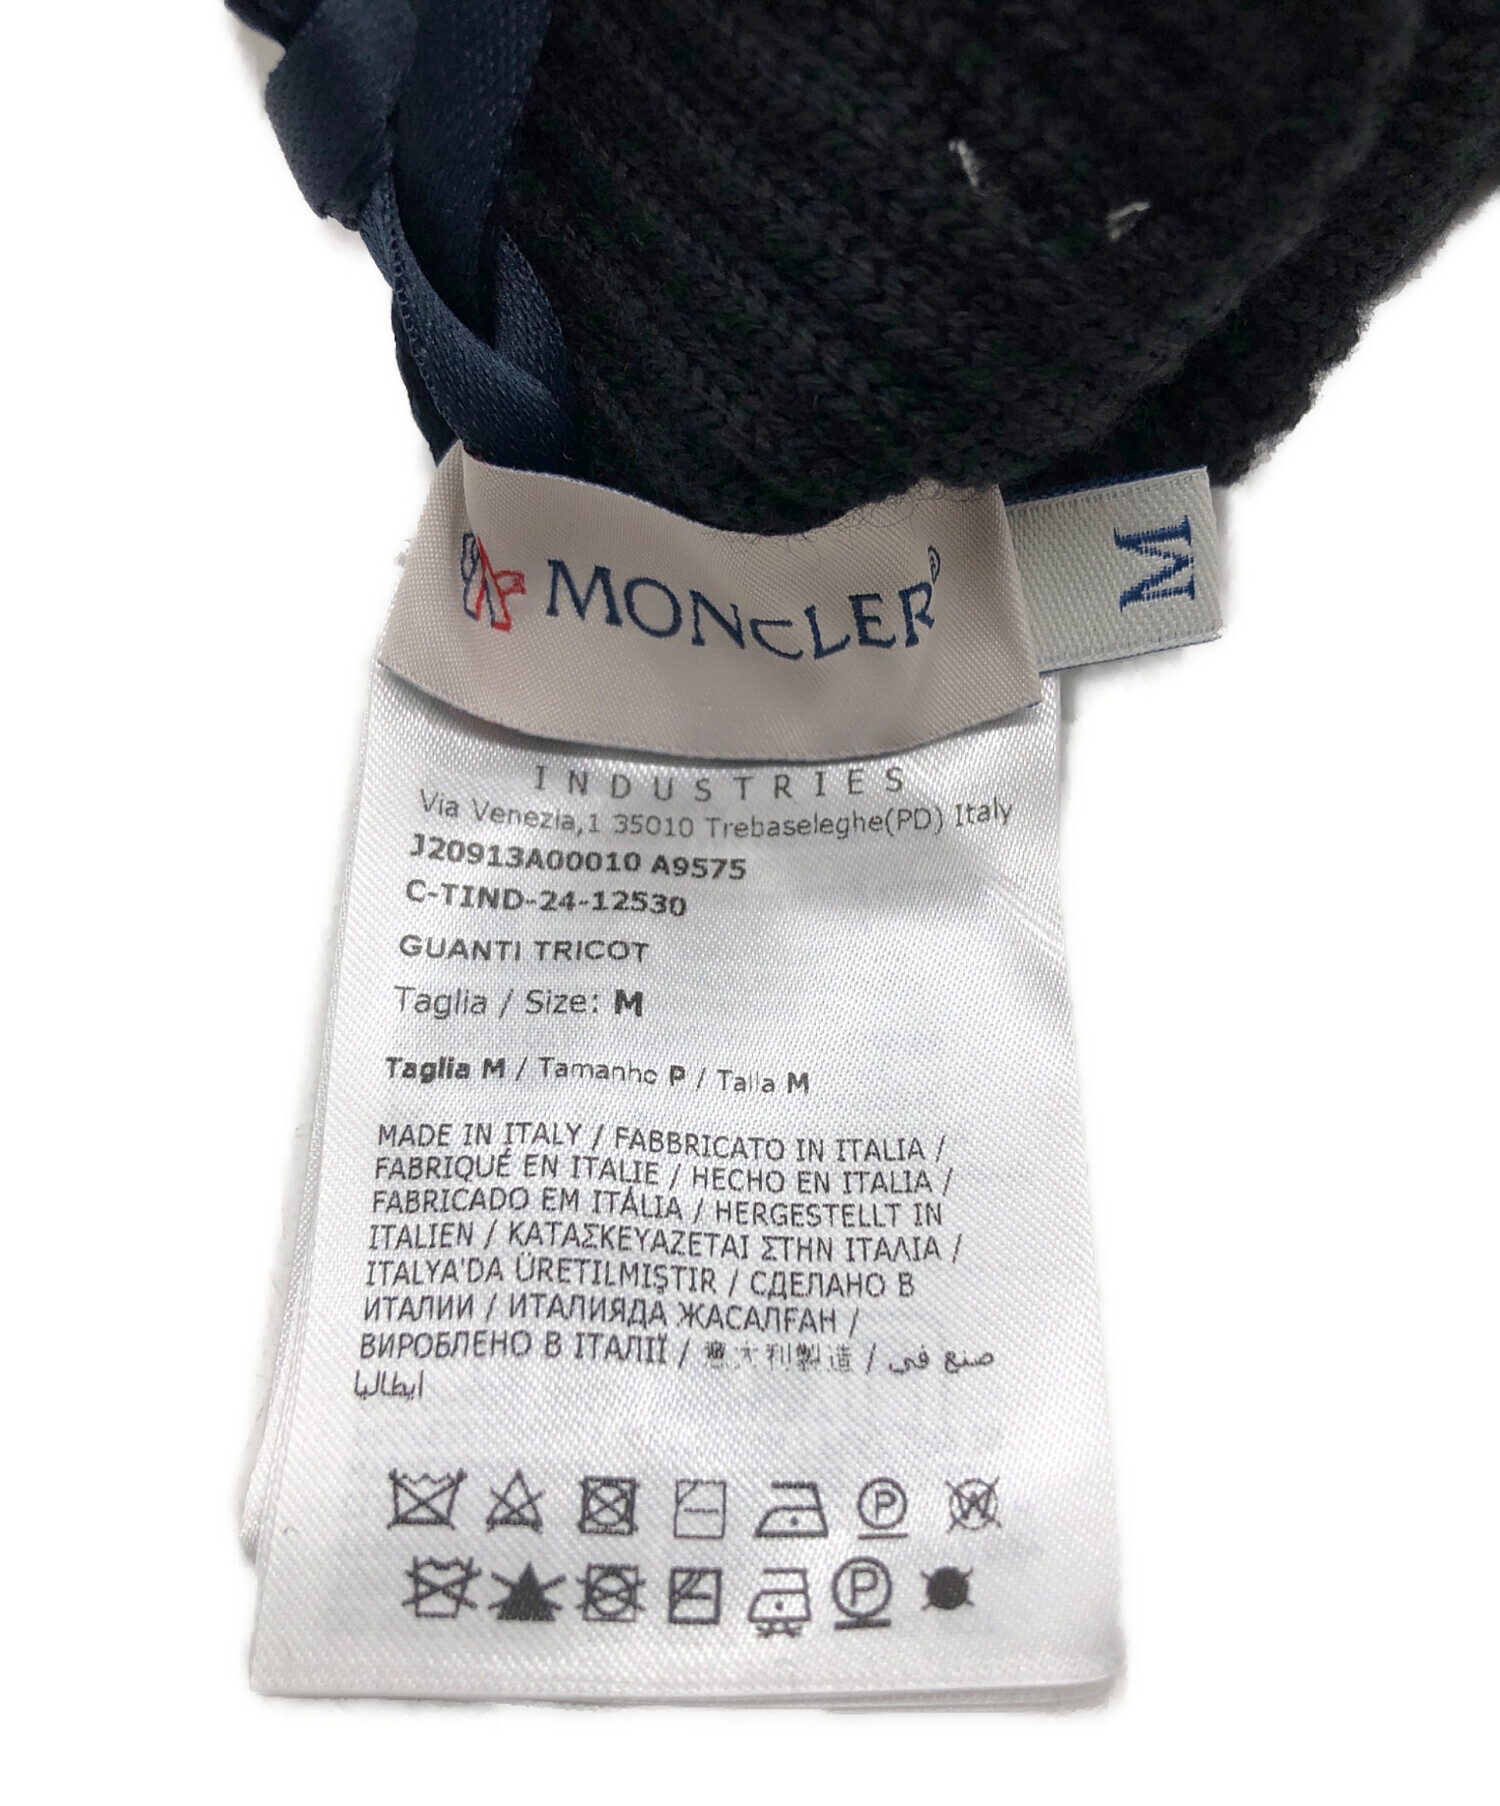 MONCLER®
M
INDUSTRIES
Via Venezia,1 35010 Trebaseleghe(PD) Italy
J20913A00010 A9575
C-TIND-24-12530
GUANTI TRICOT
Taglia / Size: M
Taglia M / Tamanho P / Talla M
MADE IN ITALY / FABBRICATO IN ITALIA /
FABRIQUÉ EN ITALIE / HECHO EN ITALIA /
FABRICADO EM ITÁLIA / HERGESTELLT IN
ITALIEN / ΚΑΤΑΣΚΕΥΑΖΕΤΑΙ ΣΤΗΝ ΙΤΑΛΙΑ /
ITALYA'DA ÜRETILMIŞTIR / СДЕЛАНО В
ИТАЛИИ / ИТАЛИЯДА ЖАСАЛҒАН /
ВИРОБЛЕНО В ІТАЛІЇ / 意大利製造 / صنع في
ايطاليا
P
W
P